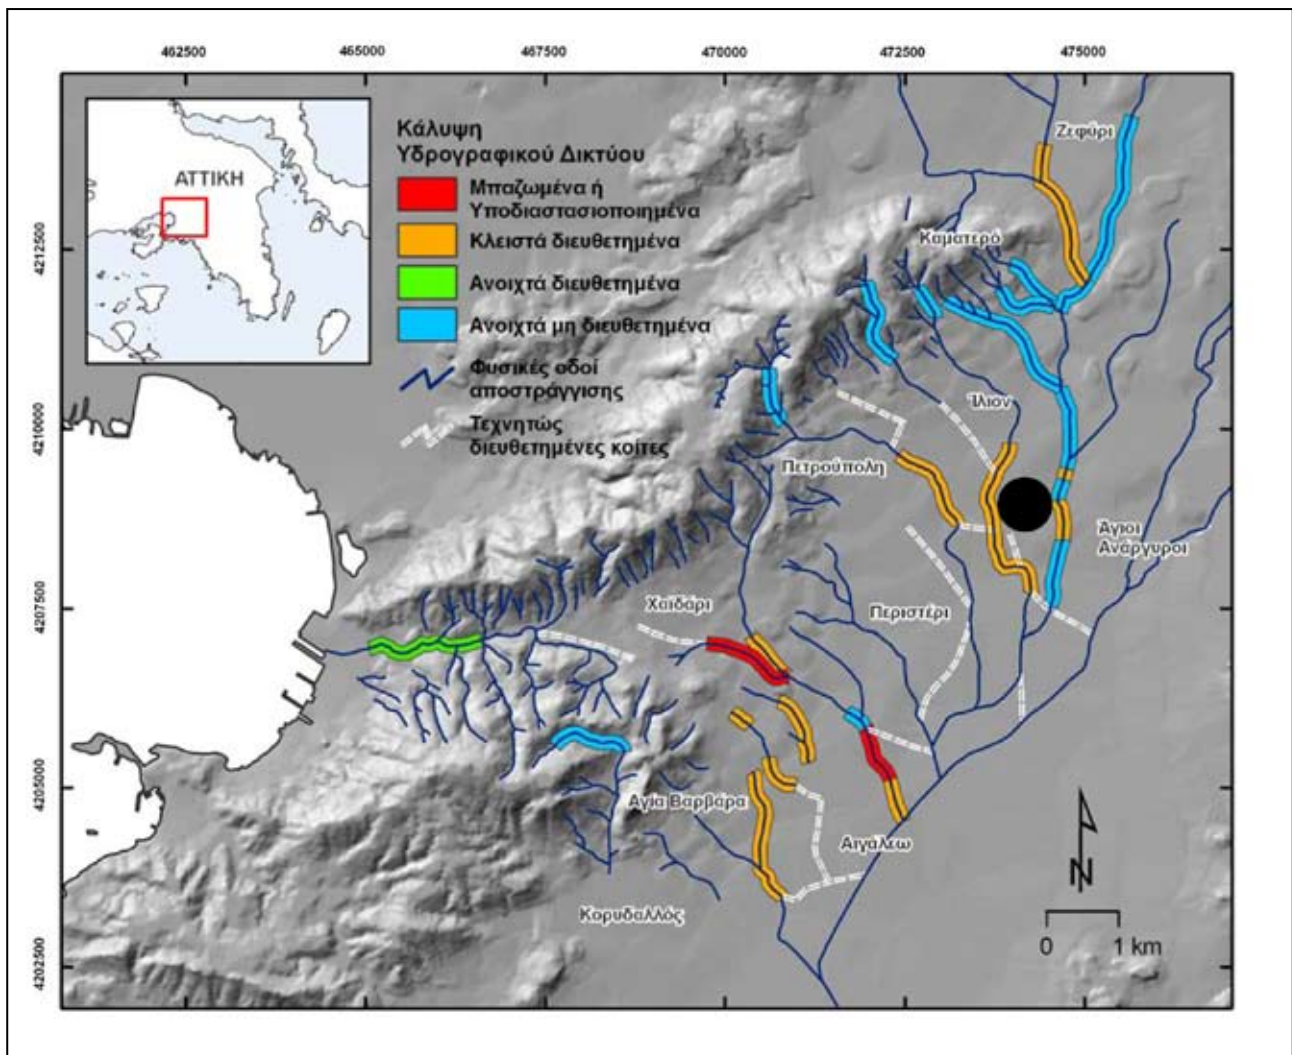 462500 465000 467500 470000 472500 475000
ΑΤΤΙΚΗ
Κάλυψη
Υδρογραφικού Δικτύου
Μπαζωμένα ή
Υποδιαστασιοποιημένα
Κλειστά διευθετημένα
Ανοιχτά διευθετημένα
Ανοιχτά μη διευθετημένα
Φυσικές οδοί
αποστράγγισης
Τεχνητώς
διευθετημένες κοίτες
Ζεφύρι
Καματερό
Ίλιον
Πετρούπολη
Άγιοι
Ανάργυροι
Χαϊδάρι
Περιστέρι
Αγία Βαρβάρα
Αιγάλεω
Κορυδαλλός
4212500
4210000
4207500
4205000
4202500
N
0 1 km